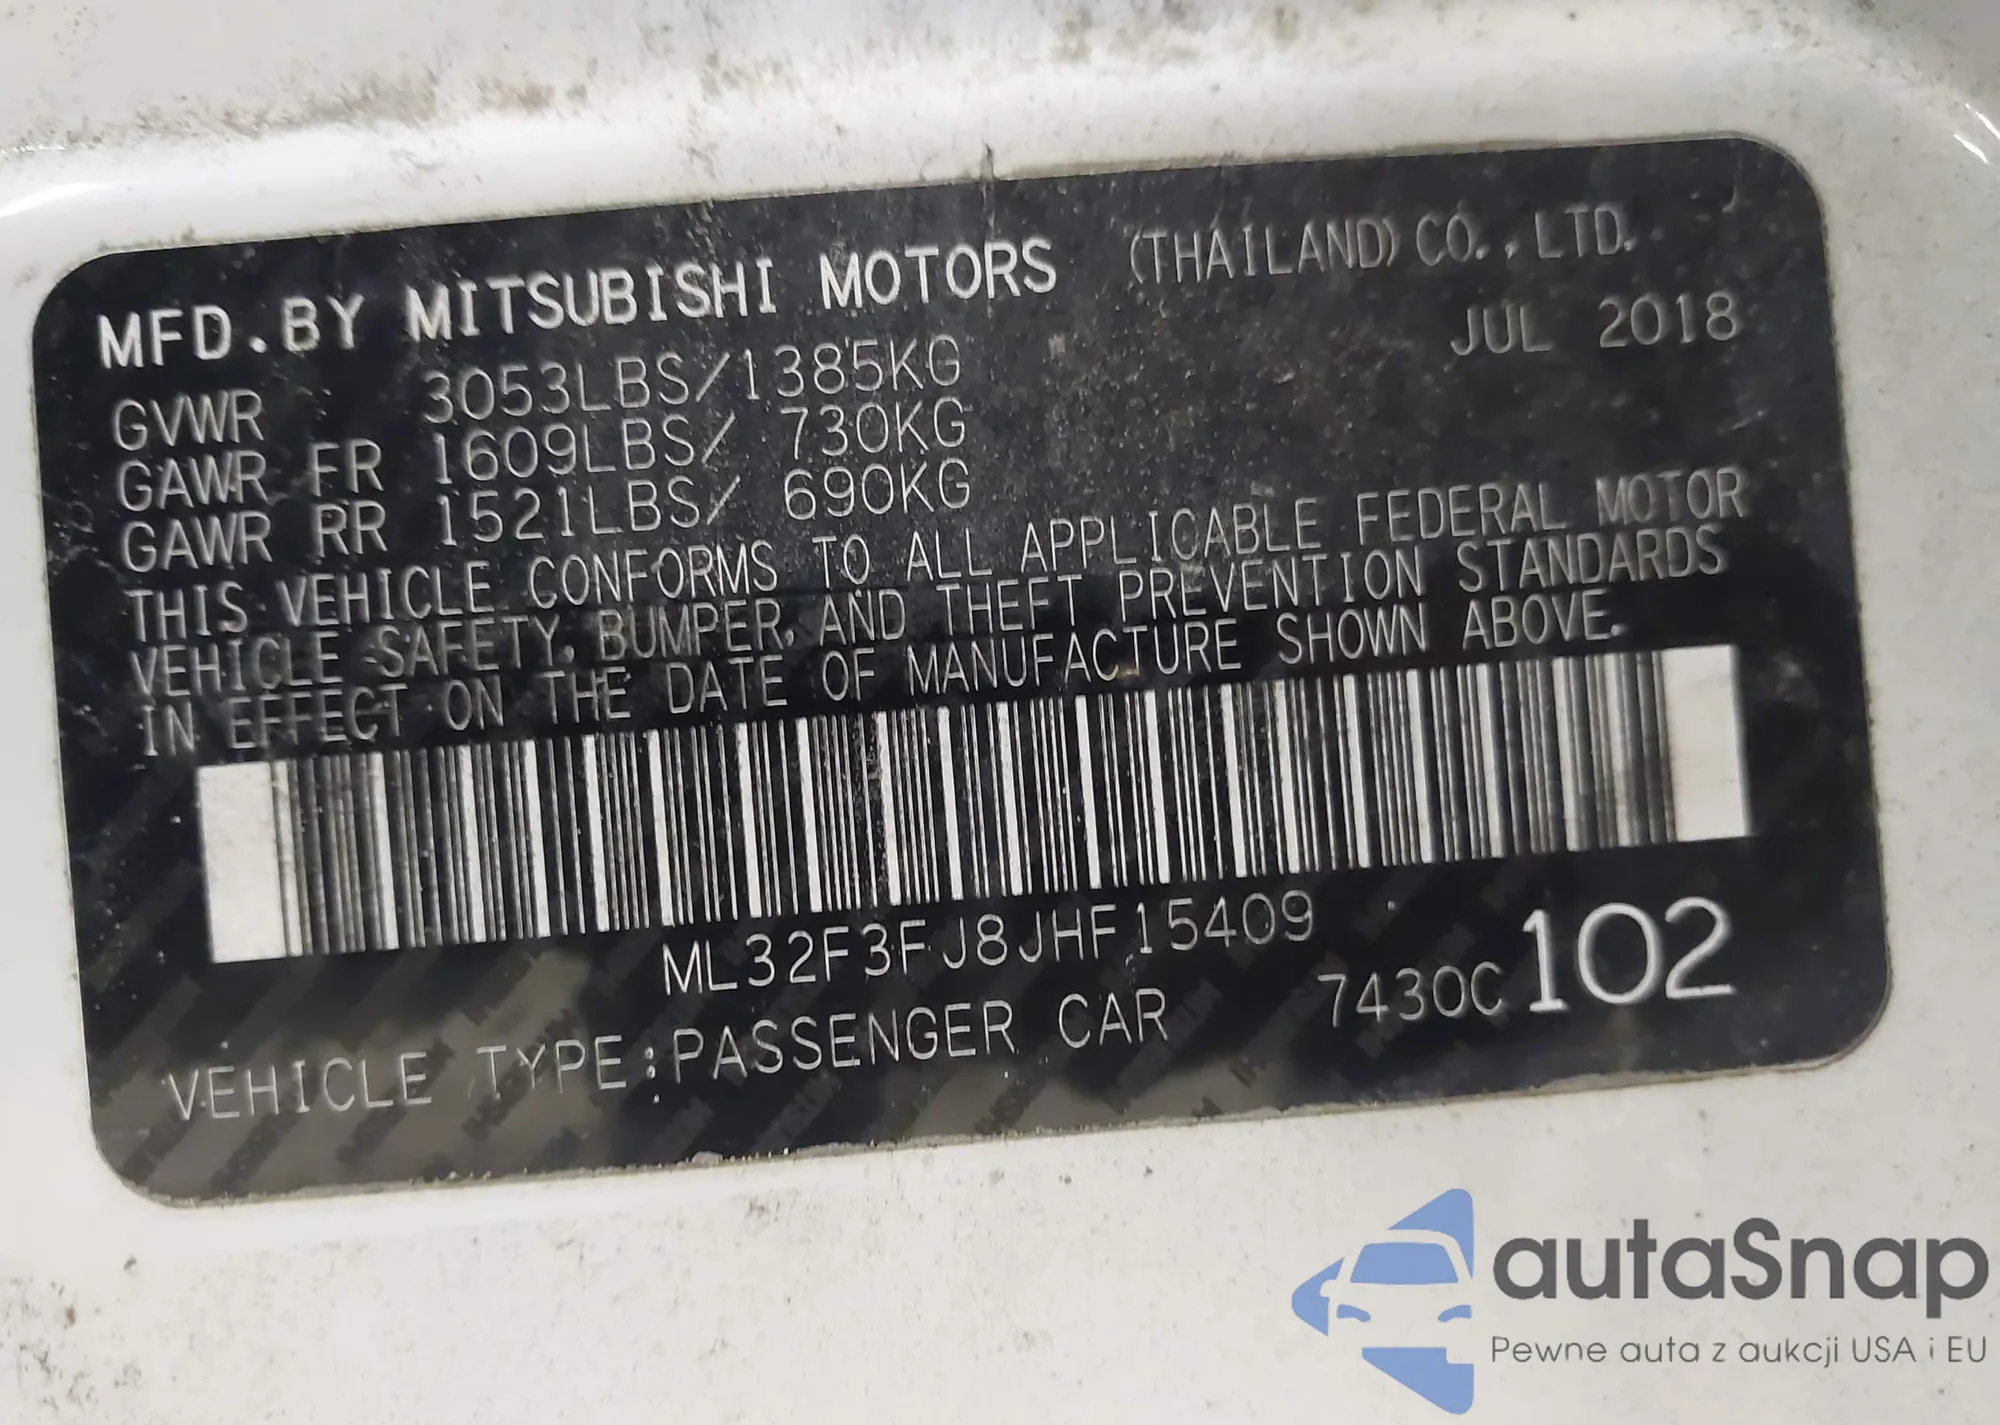 MFD.BY MITSUBISHI MOTORS (THAILAND) CO.,LTD.
JUL 2018
GVWR 3053LBS/1385KG
GAWR FR 1609LBS/ 730KG
GAWR RR 1521LBS/ 690KG
THIS VEHICLE CONFORMS TO ALL APPLICABLE FEDERAL MOTOR
VEHICLE SAFETY, BUMPER, AND THEFT PREVENTION STANDARDS
IN EFFECT ON THE DATE OF MANUFACTURE SHOWN ABOVE.
ML32F3FJ8JHF15409
7430C 102
VEHICLE TYPE:PASSENGER CAR
autaSnap
Pewne auta z aukcji USA i EU